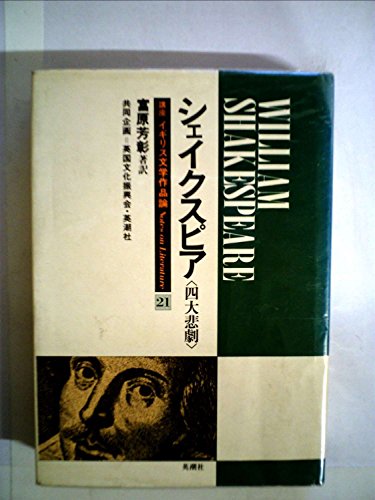 WILLIAM
SHAKESPEARE
シェイクスピア〈四大悲劇〉
講座 イギリス文学作品論 Notes on Literature 21
富原芳彰 著・訳
共同企画=英国文化振興会・英潮社
英潮社